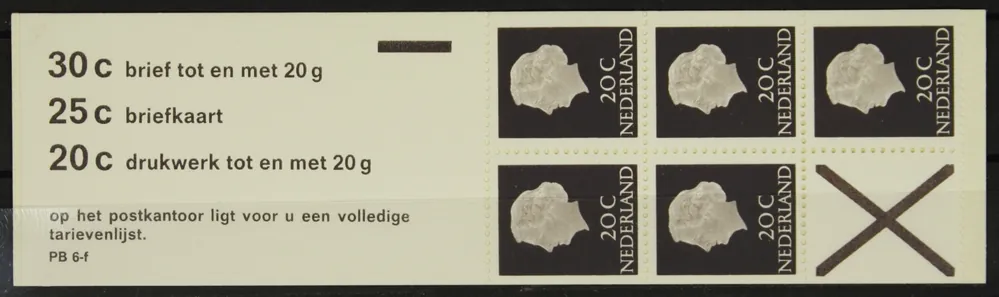 30 c brief tot en met 20 g
25 c briefkaart
20 c drukwerk tot en met 20 g
op het postkantoor ligt voor u een volledige
tarievenlijst.
PB 6-f
20 C
NEDERLAND
20 C
NEDERLAND
20 C
NEDERLAND
20 C
NEDERLAND
20 C
NEDERLAND